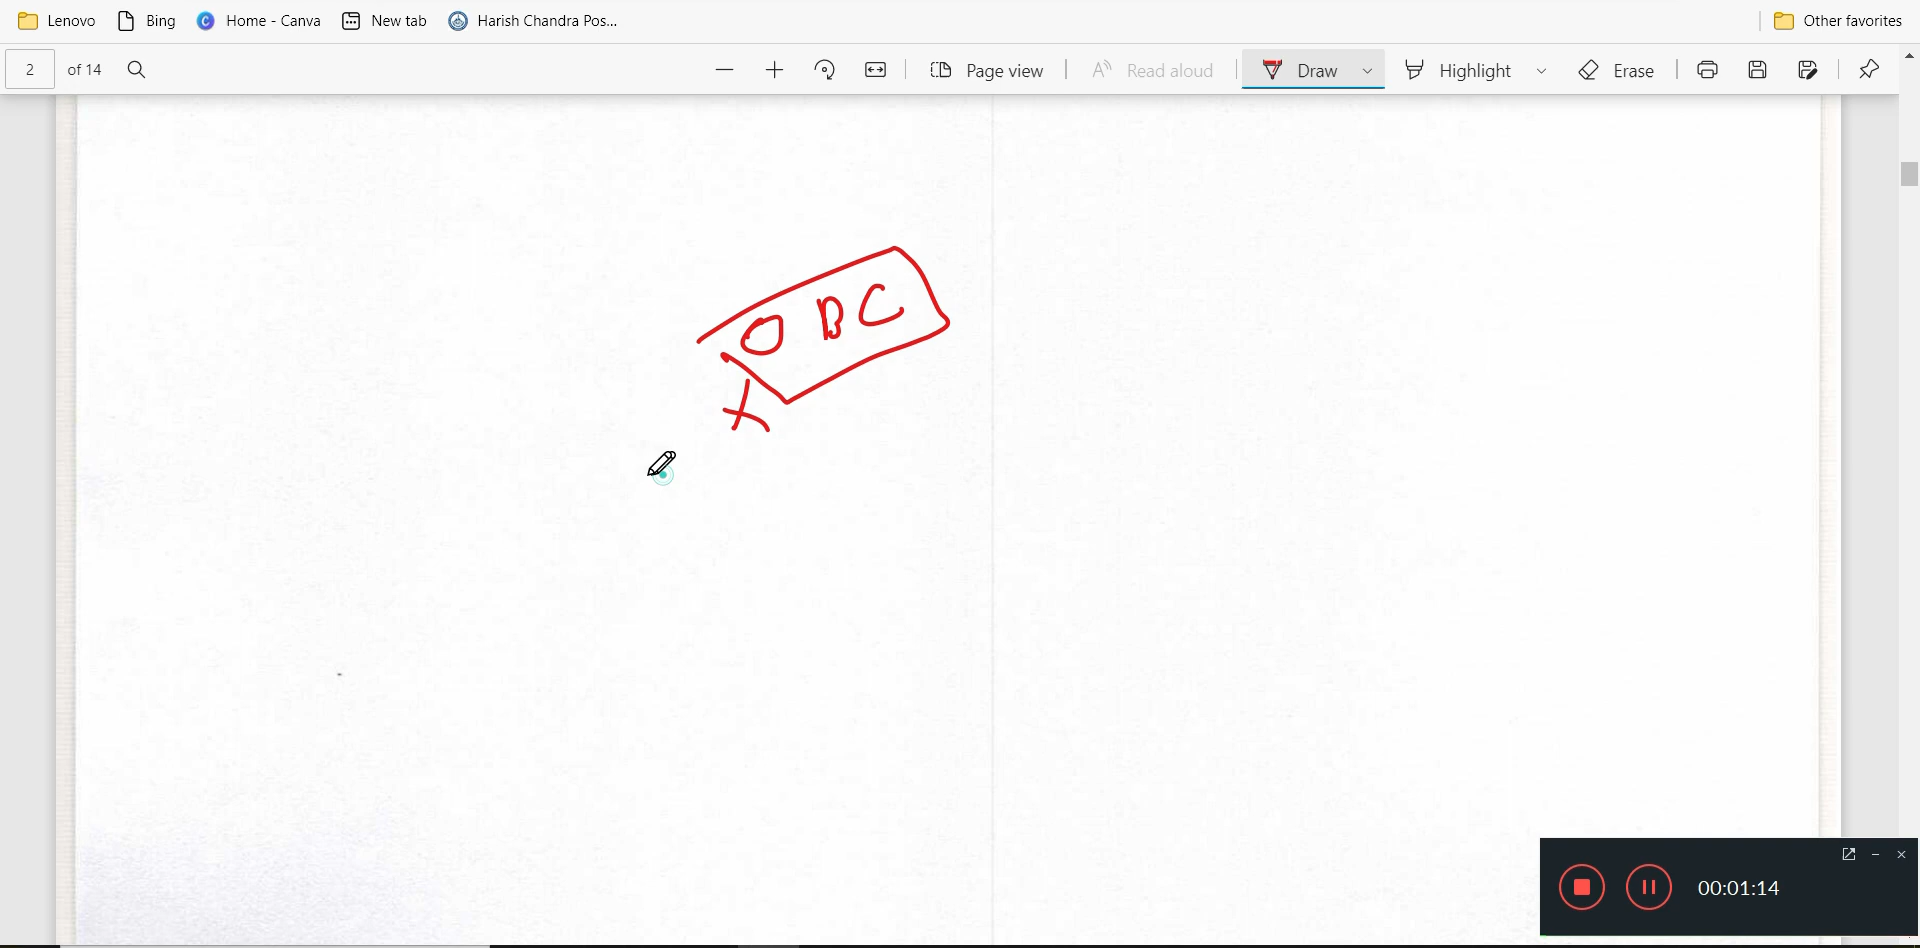 Lenovo Bing Home - Canva New tab Harish Chandra Pos... Other favorites
2 of 14 Page view Read aloud Draw Highlight Erase
OBC
X
00:01:14